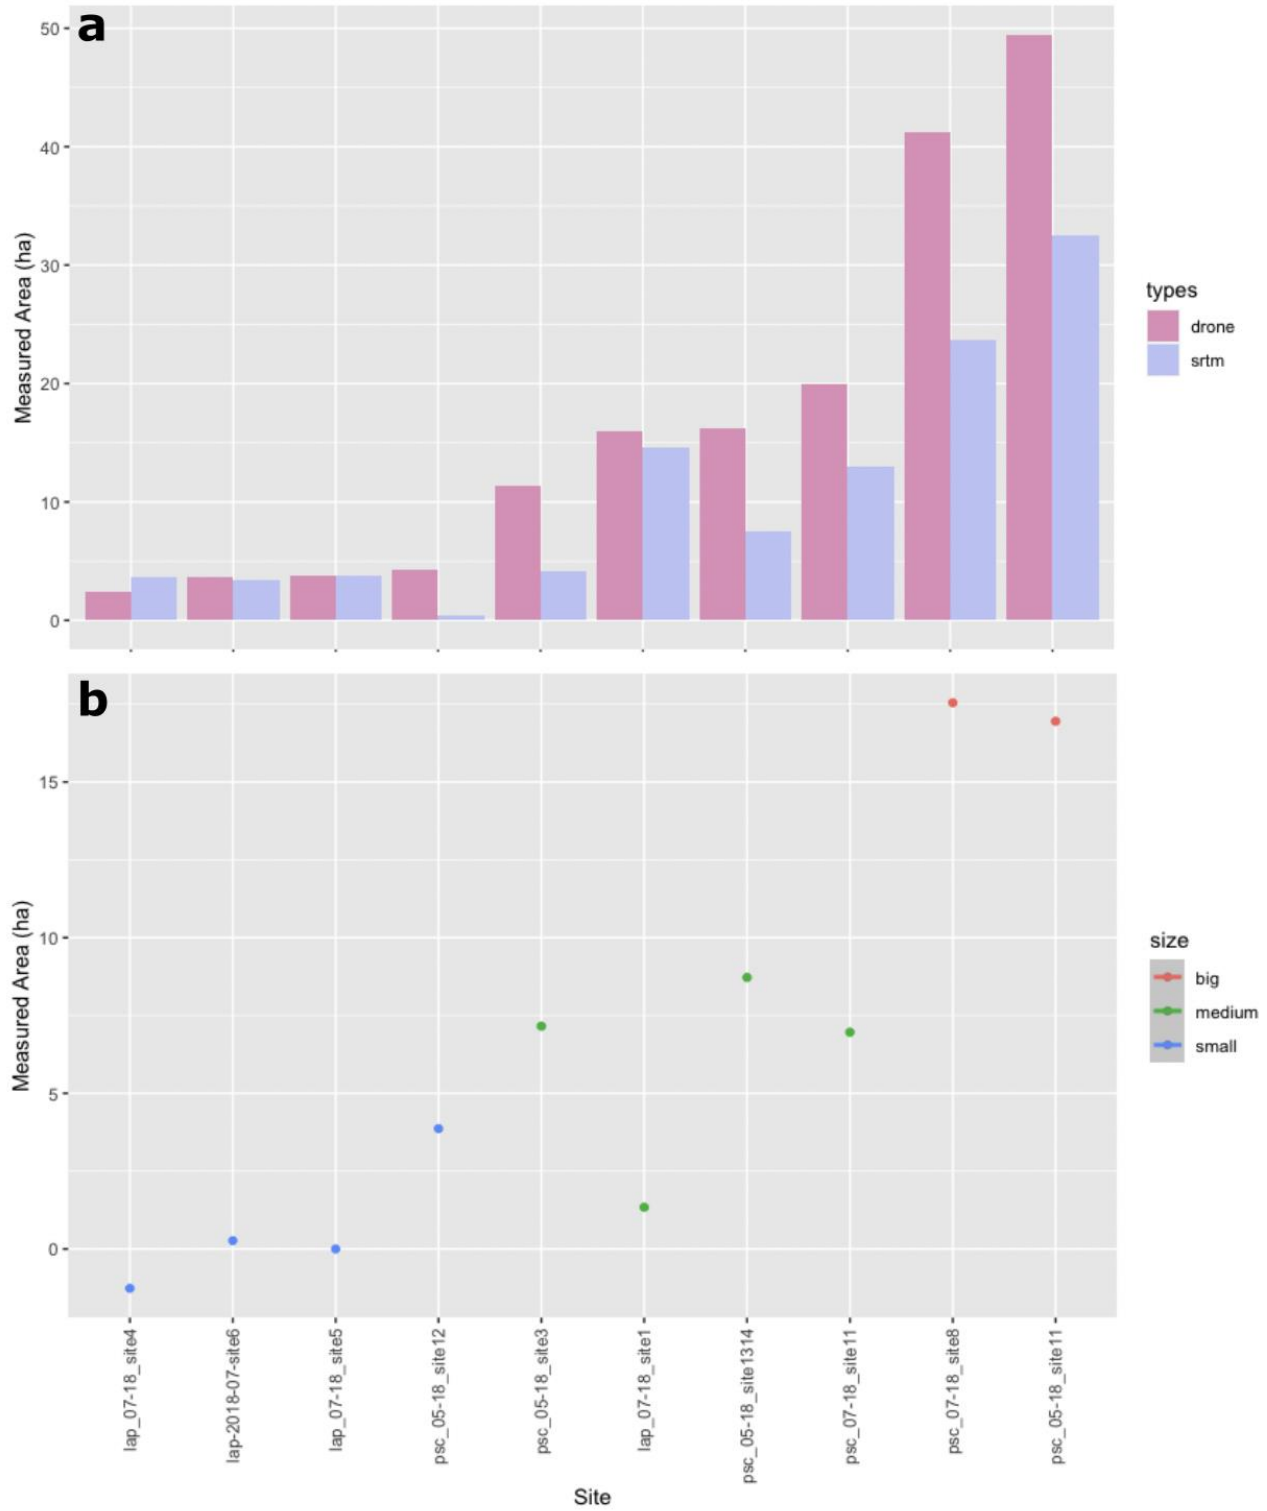 a
50
40
30
20
10
0
Measured Area (ha)
types
drone
srtm
b
15
10
5
0
Measured Area (ha)
size
big
medium
small
lap_07-18_site4
lap-2018-07-site6
lap_07-18_site5
psc_05-18_site12
psc_05-18_site3
lap_07-18_site1
psc_05-18_site1314
psc_07-18_site11
psc_07-18_site8
psc_05-18_site11
Site